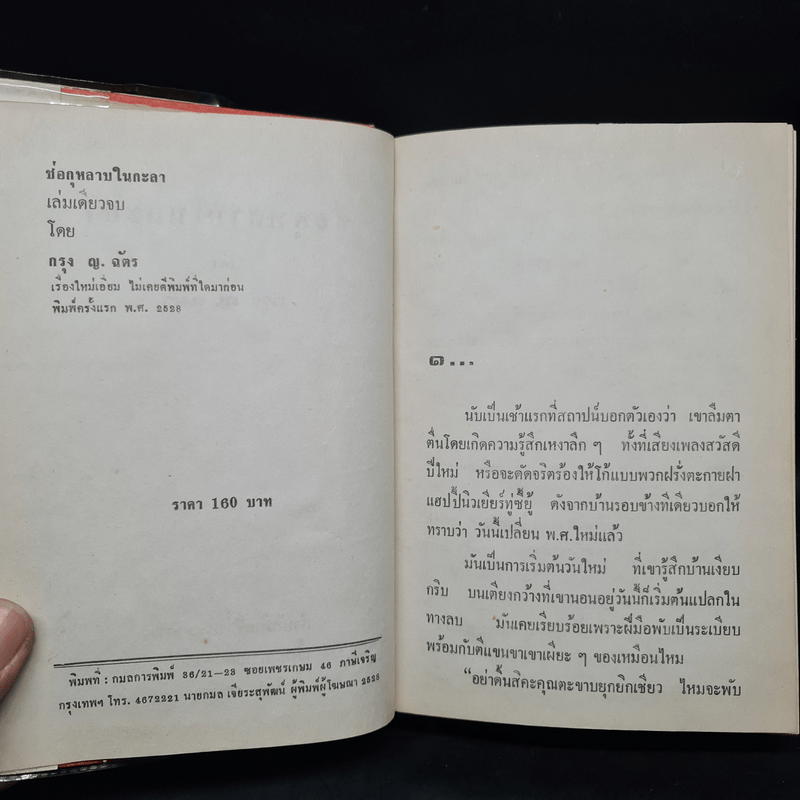 ช่อกุหลาบในกะลา
เล่มเดียวจบ
โดย
กรุง ญ. ฉัตร
เรื่องใหม่เอี่ยม ไม่เคยตีพิมพ์ที่ใดมาก่อน
พิมพ์ครั้งแรก พ.ศ. 2528
ราคา 160 บาท
พิมพ์ที่ : กมลการพิมพ์ 36/21-23 ซอยเพชรเกษม 46 ภาษีเจริญ
กรุงเทพฯ โทร. 4672221 นายกมล เจียระสุพัฒน์ ผู้พิมพ์ผู้โฆษณา 2528
๑...
นับเป็นเช้าแรกที่สถาปน์บอกตัวเองว่า เขาลืมตา
ตื่นโดยเกิดความรู้สึกเหงาลึก ๆ ทั้งที่เสียงเพลงสวัสดี
ปีใหม่ หรือจะดัดจริตร้องให้โก้แบบพวกฝรั่งตะกายฝา
แฮปปี้นิวเยียร์ทู่ซี้ยู้ ดังจากบ้านรอบข้างทีเดียวบอกให้
ทราบว่า วันนี้เปลี่ยน พ.ศ.ใหม่แล้ว
มันเป็นการเริ่มต้นวันใหม่ ที่เขารู้สึกบ้านเงียบ
กริบ บนเตียงกว้างที่เขานอนอยู่วันนี้ก็เริ่มต้นแปลกใน
ทางลบ มันเคยเรียบร้อยเพราะฝีมือพับเป็นระเบียบ
พร้อมกับตีแขนขาเขาเผียะ ๆ ของเหมือนไหม
“อย่าดิ้นสิคะคุณตะขาบยุกยิกเชียว ไหมจะพับ